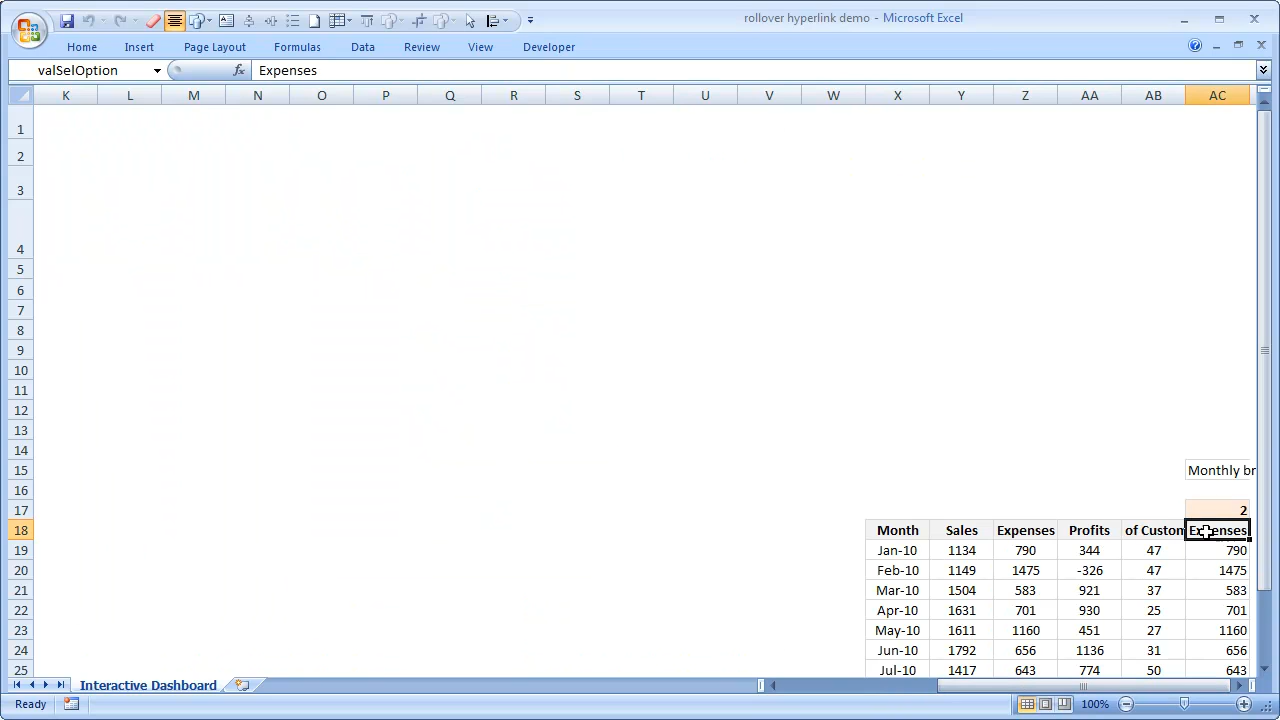 rollover hyperlink demo - Microsoft Excel
Home Insert Page Layout Formulas Data Review View Developer
valSelOption fx Expenses
K L M N O P Q R S T U V W X Y Z AA AB AC
1
2
3
4
5
6
7
8
9
10
11
12
13
14
15 Monthly br
16
17 2
18 Month Sales Expenses Profits of Custom Expenses
19 Jan-10 1134 790 344 47 790
20 Feb-10 1149 1475 -326 47 1475
21 Mar-10 1504 583 921 37 583
22 Apr-10 1631 701 930 25 701
23 May-10 1611 1160 451 27 1160
24 Jun-10 1792 656 1136 31 656
25 Jul-10 1417 643 774 50 643
Interactive Dashboard
Ready 100%